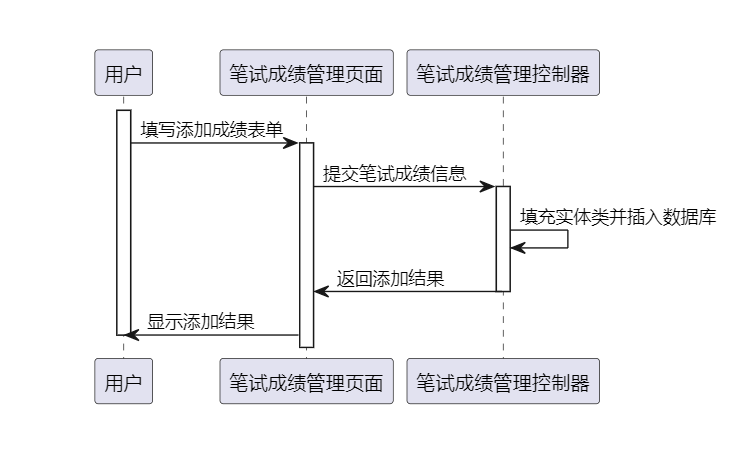 用户
笔试成绩管理页面
笔试成绩管理控制器
填写添加成绩表单
提交笔试成绩信息
填充实体类并插入数据库
返回添加结果
显示添加结果
用户
笔试成绩管理页面
笔试成绩管理控制器